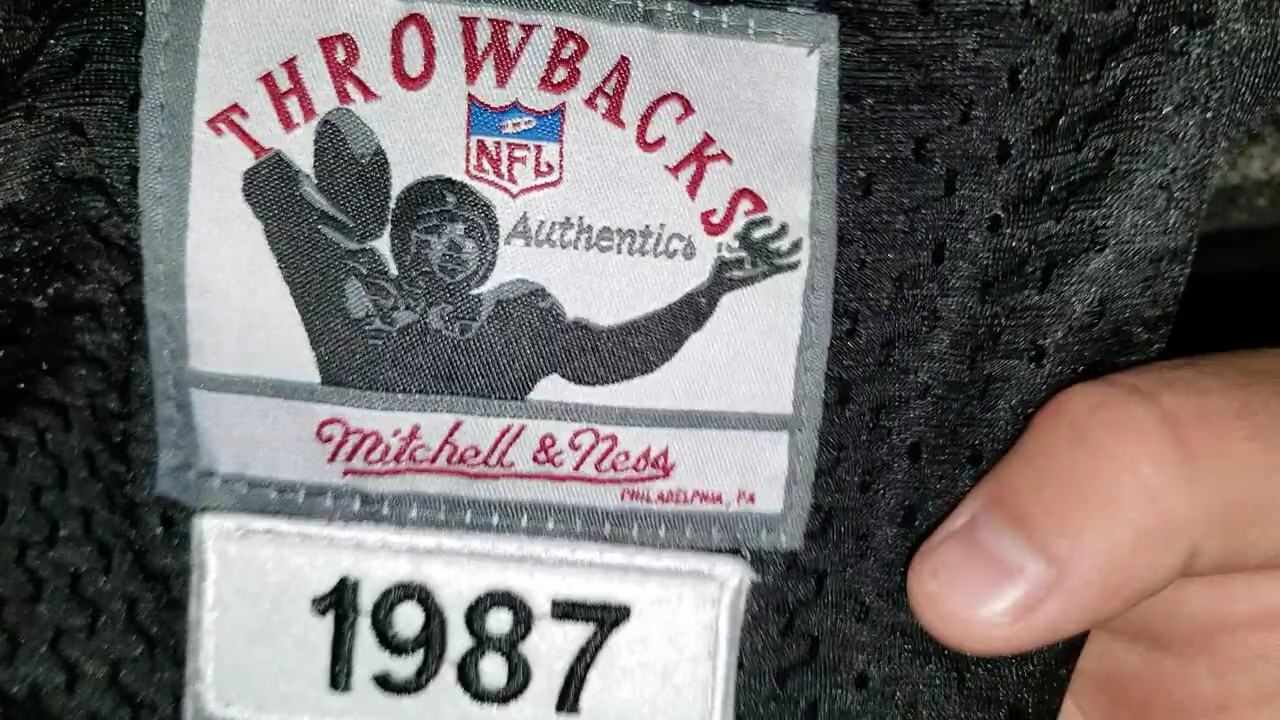 THROWBACKS
NFL
Authentics
Mitchell & Ness
PHILADELPHIA, PA
1987